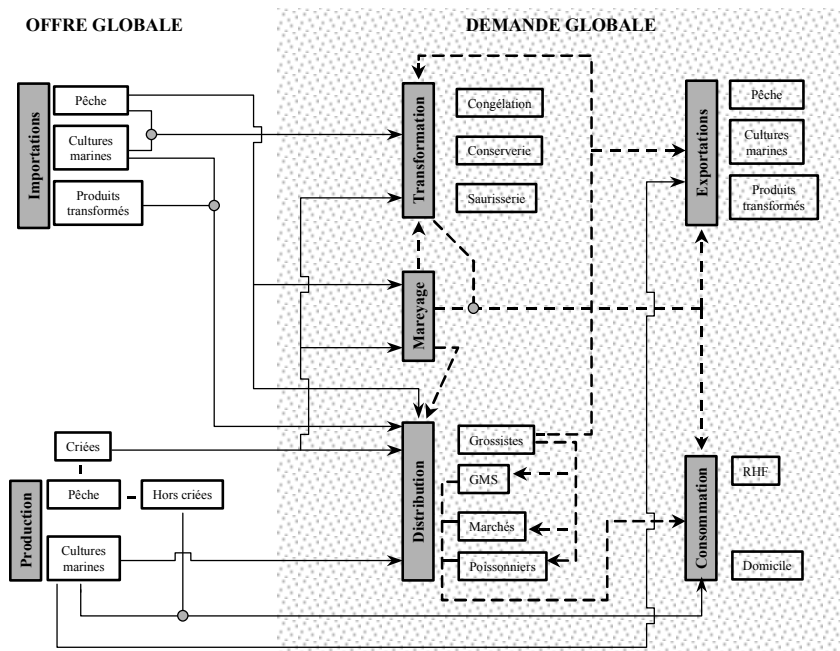 OFFRE GLOBALE
DEMANDE GLOBALE
Importations
Pêche
Cultures
marines
Produits
transformés
Transformation
Congélation
Conserverie
Saurisserie
Exportations
Pêche
Cultures
marines
Produits
transformés
Mareyage
Production
Criées
Pêche
Hors criées
Cultures
marines
Distribution
Grossistes
GMS
Marchés
Poissonniers
Consommation
RHF
Domicile